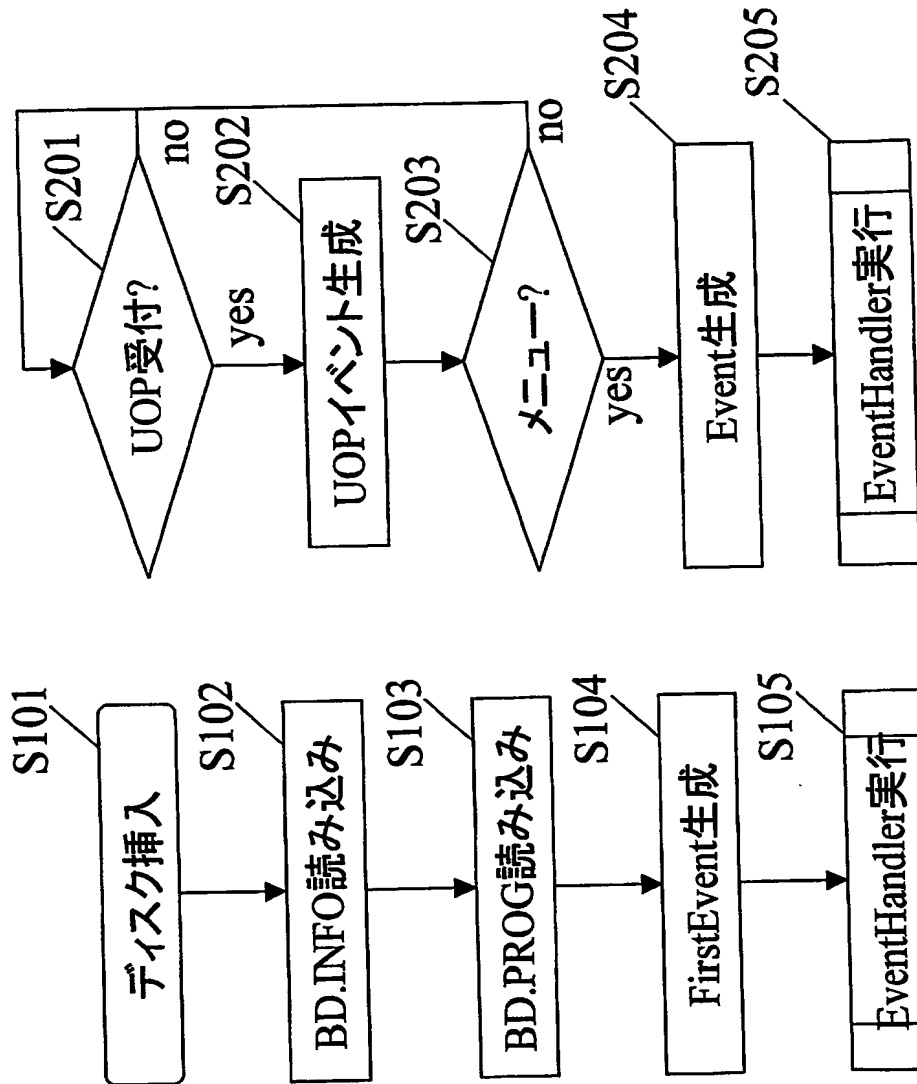 S101
ディスク挿入
S102
BD.INFO読み込み
S103
BD.PROG読み込み
S104
FirstEvent生成
S105
EventHandler実行
S201
UOP受付?
no
yes
S202
UOPイベント生成
S203
メニュー?
no
yes
S204
Event生成
S205
EventHandler実行